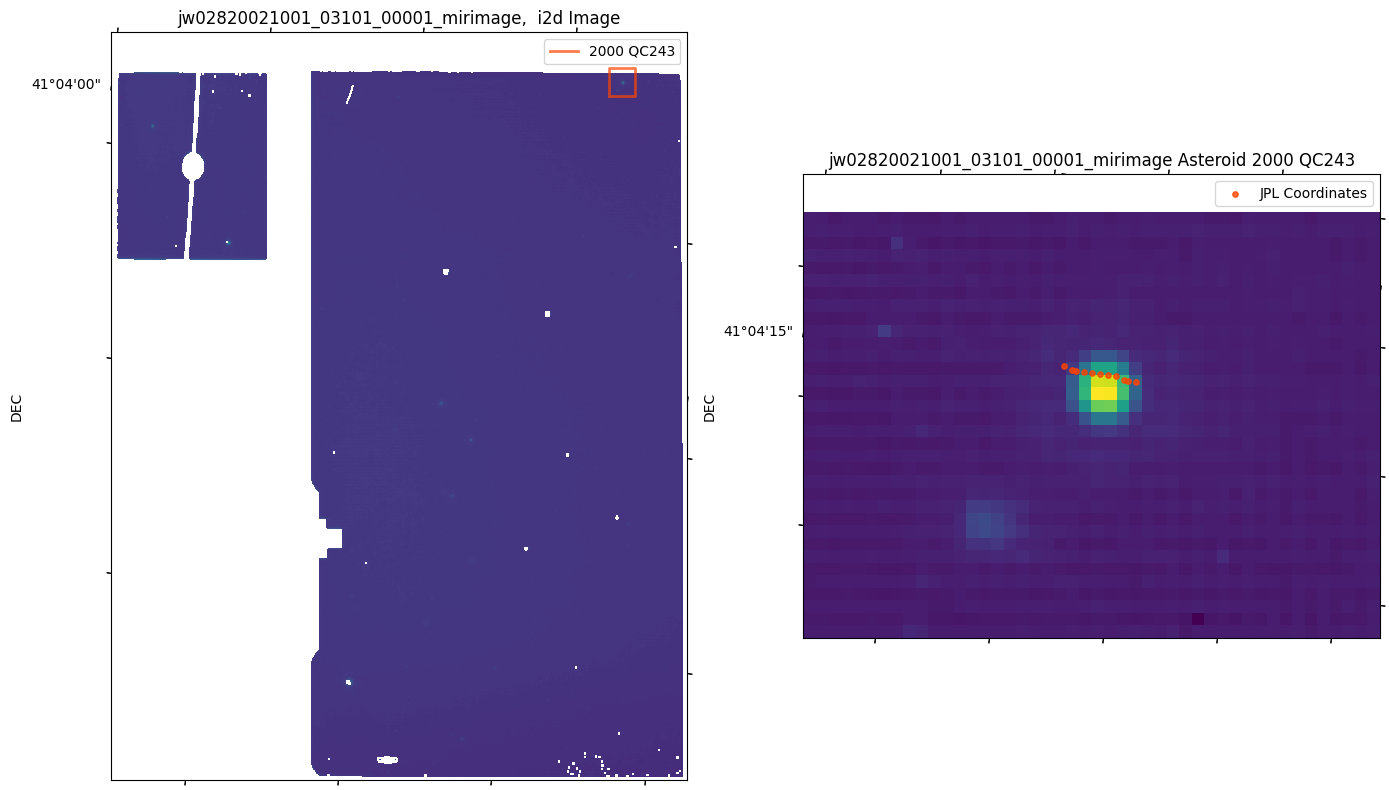 jw02820021001_03101_00001_mirimage,  i2d Image
2000 QC243
41°04'00"
DEC
jw02820021001_03101_00001_mirimage Asteroid 2000 QC243
JPL Coordinates
41°04'15"
DEC